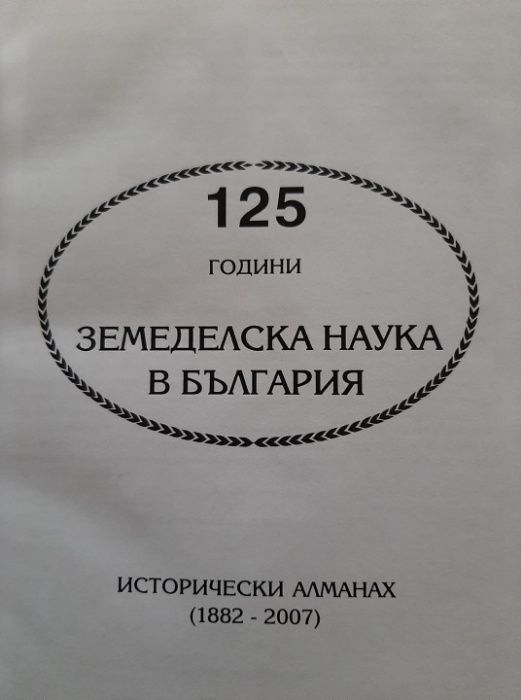 125
ГОДИНИ
ЗЕМЕДЕЛСКА НАУКА
В БЪЛГАРИЯ
ИСТОРИЧЕСКИ АЛМАНАХ
(1882 - 2007)